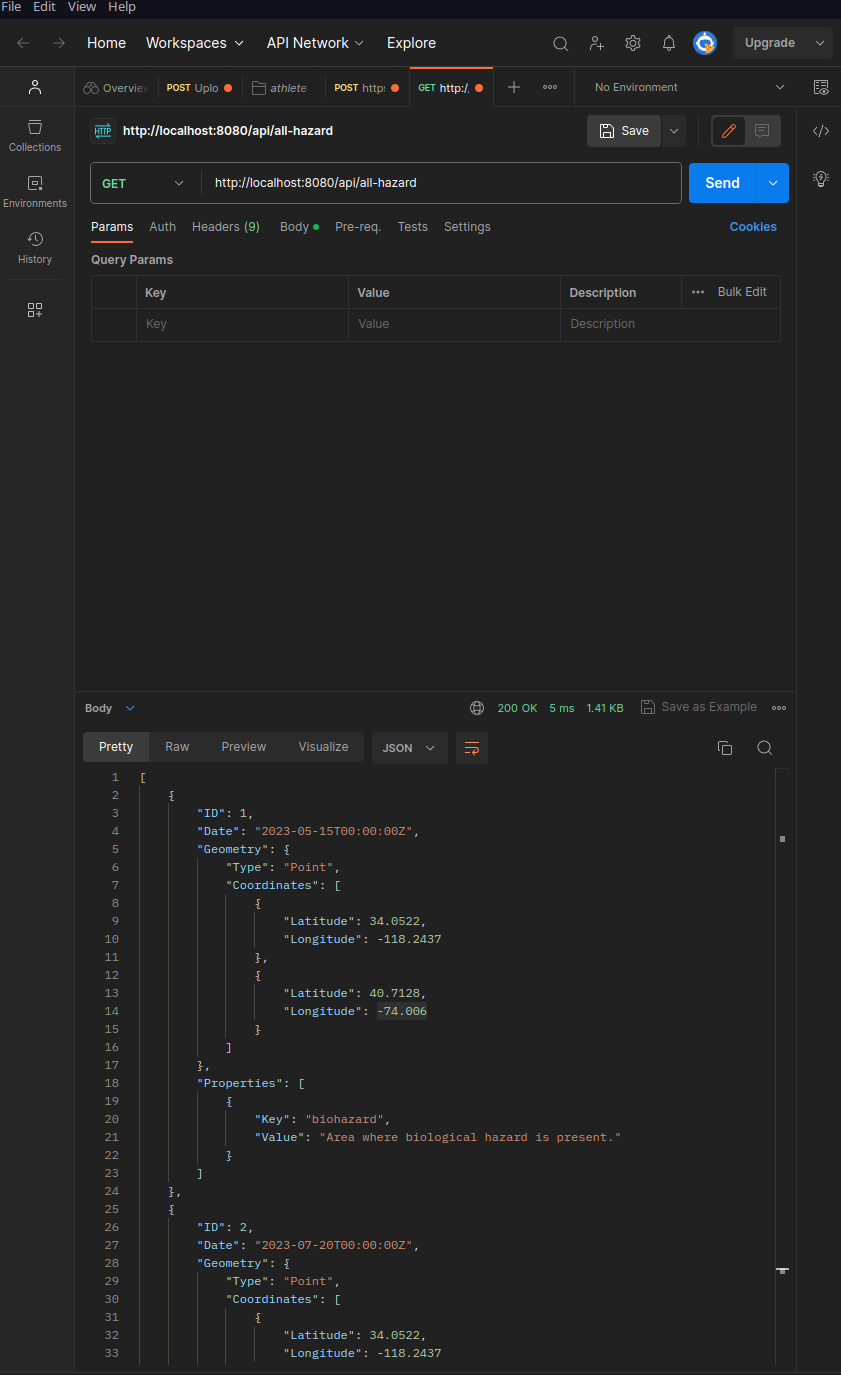 File Edit View Help
Home Workspaces API Network Explore Upgrade
Overview POST Uplo athlete POST https GET http:/ No Environment
HTTP http://localhost:8080/api/all-hazard Save
Collections
Environments
History
GET http://localhost:8080/api/all-hazard Send
Params Auth Headers (9) Body Pre-req. Tests Settings Cookies
Query Params
Key Value Description Bulk Edit
Key Value Description
Body 200 OK 5 ms 1.41 KB Save as Example
Pretty Raw Preview Visualize JSON
1 [
2 {
3 "ID": 1,
4 "Date": "2023-05-15T00:00:00Z",
5 "Geometry": {
6 "Type": "Point",
7 "Coordinates": [
8 {
9 "Latitude": 34.0522,
10 "Longitude": -118.2437
11 },
12 {
13 "Latitude": 40.7128,
14 "Longitude": -74.006
15 }
16 ]
17 },
18 "Properties": [
19 {
20 "Key": "biohazard",
21 "Value": "Area where biological hazard is present."
22 }
23 ]
24 },
25 {
26 "ID": 2,
27 "Date": "2023-07-20T00:00:00Z",
28 "Geometry": {
29 "Type": "Point",
30 "Coordinates": [
31 {
32 "Latitude": 34.0522,
33 "Longitude": -118.2437